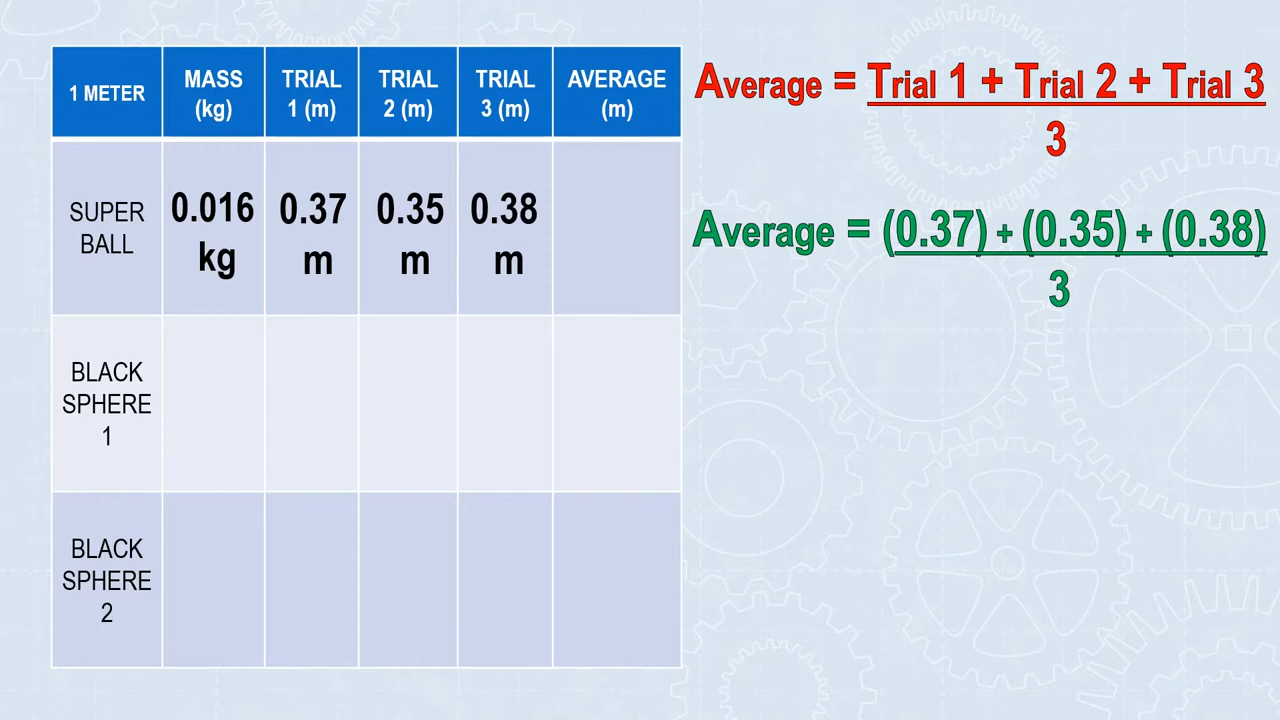 1 METER
MASS
(kg)
TRIAL
1 (m)
TRIAL
2 (m)
TRIAL
3 (m)
AVERAGE
(m)
SUPER
BALL
0.016
kg
0.37
m
0.35
m
0.38
m
BLACK
SPHERE
1
BLACK
SPHERE
2
Average = Trial 1 + Trial 2 + Trial 3
3
Average = (0.37) + (0.35) + (0.38)
3